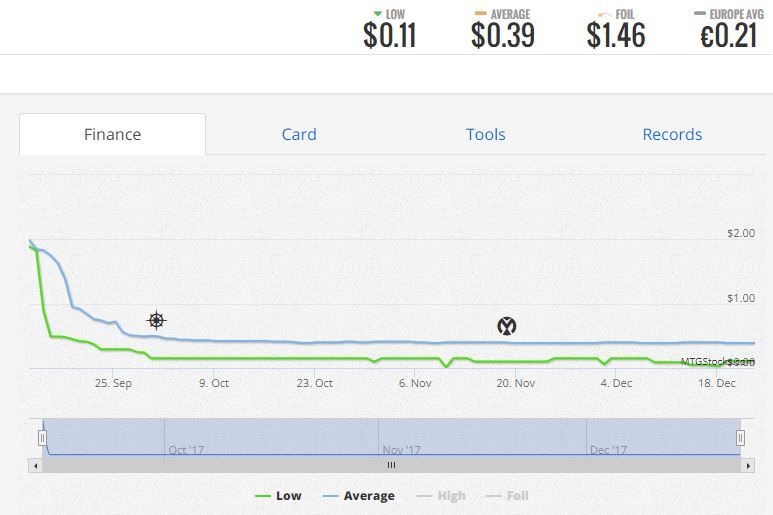 LOW AVERAGE FOIL EUROPE AVG
$0.11 $0.39 $1.46 €0.21
Finance Card Tools Records
$2.00
$1.00
MTGStocks $0.00
25. Sep 9. Oct 23. Oct 6. Nov 20. Nov 4. Dec 18. Dec
Oct '17 Nov '17 Dec '17
Low Average High Foil